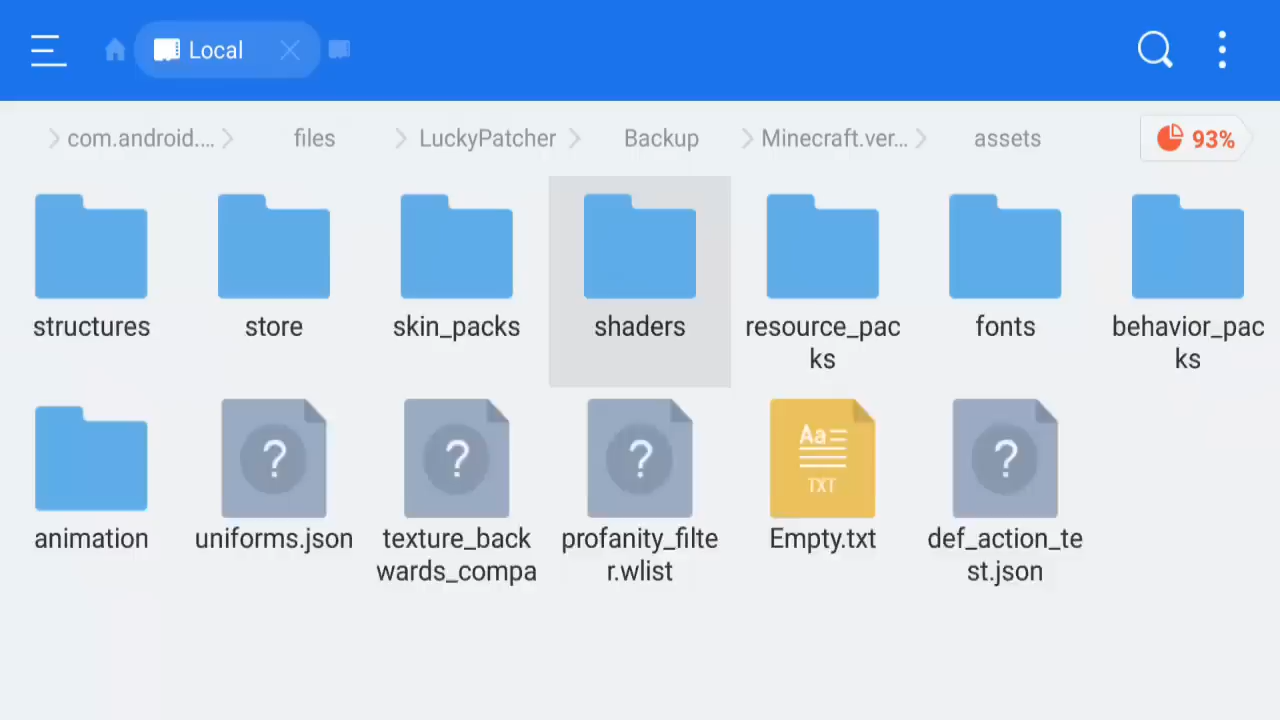 Local
com.android.... files LuckyPatcher Backup Minecraft.ver... assets 93%
structures store skin_packs shaders resource_pac fonts behavior_pac
ks ks
Aa
TXT
? ? ? ?
animation uniforms.json texture_back profanity_filte Empty.txt def_action_te
wards_compa r.wlist st.json